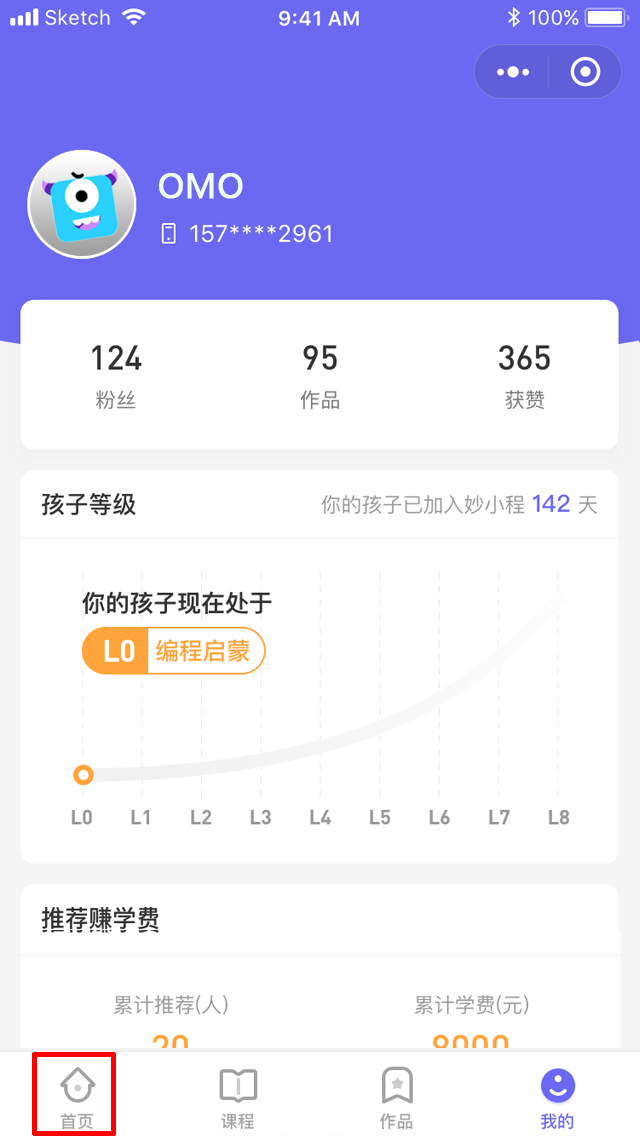 Sketch 9:41 AM 100%
OMO
157****2961
124 95 365
粉丝 作品 获赞
孩子等级 你的孩子已加入妙小程 142 天
你的孩子现在处于
L0 编程启蒙
L0 L1 L2 L3 L4 L5 L6 L7 L8
推荐赚学费
累计推荐(人) 累计学费(元)
20 8000
首页 课程 作品 我的